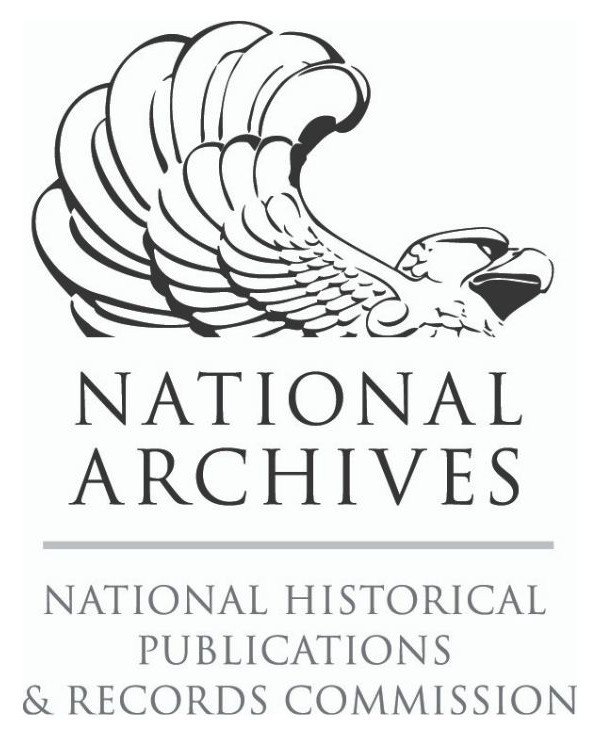 NATIONAL
ARCHIVES
NATIONAL HISTORICAL
PUBLICATIONS
& RECORDS COMMISSION